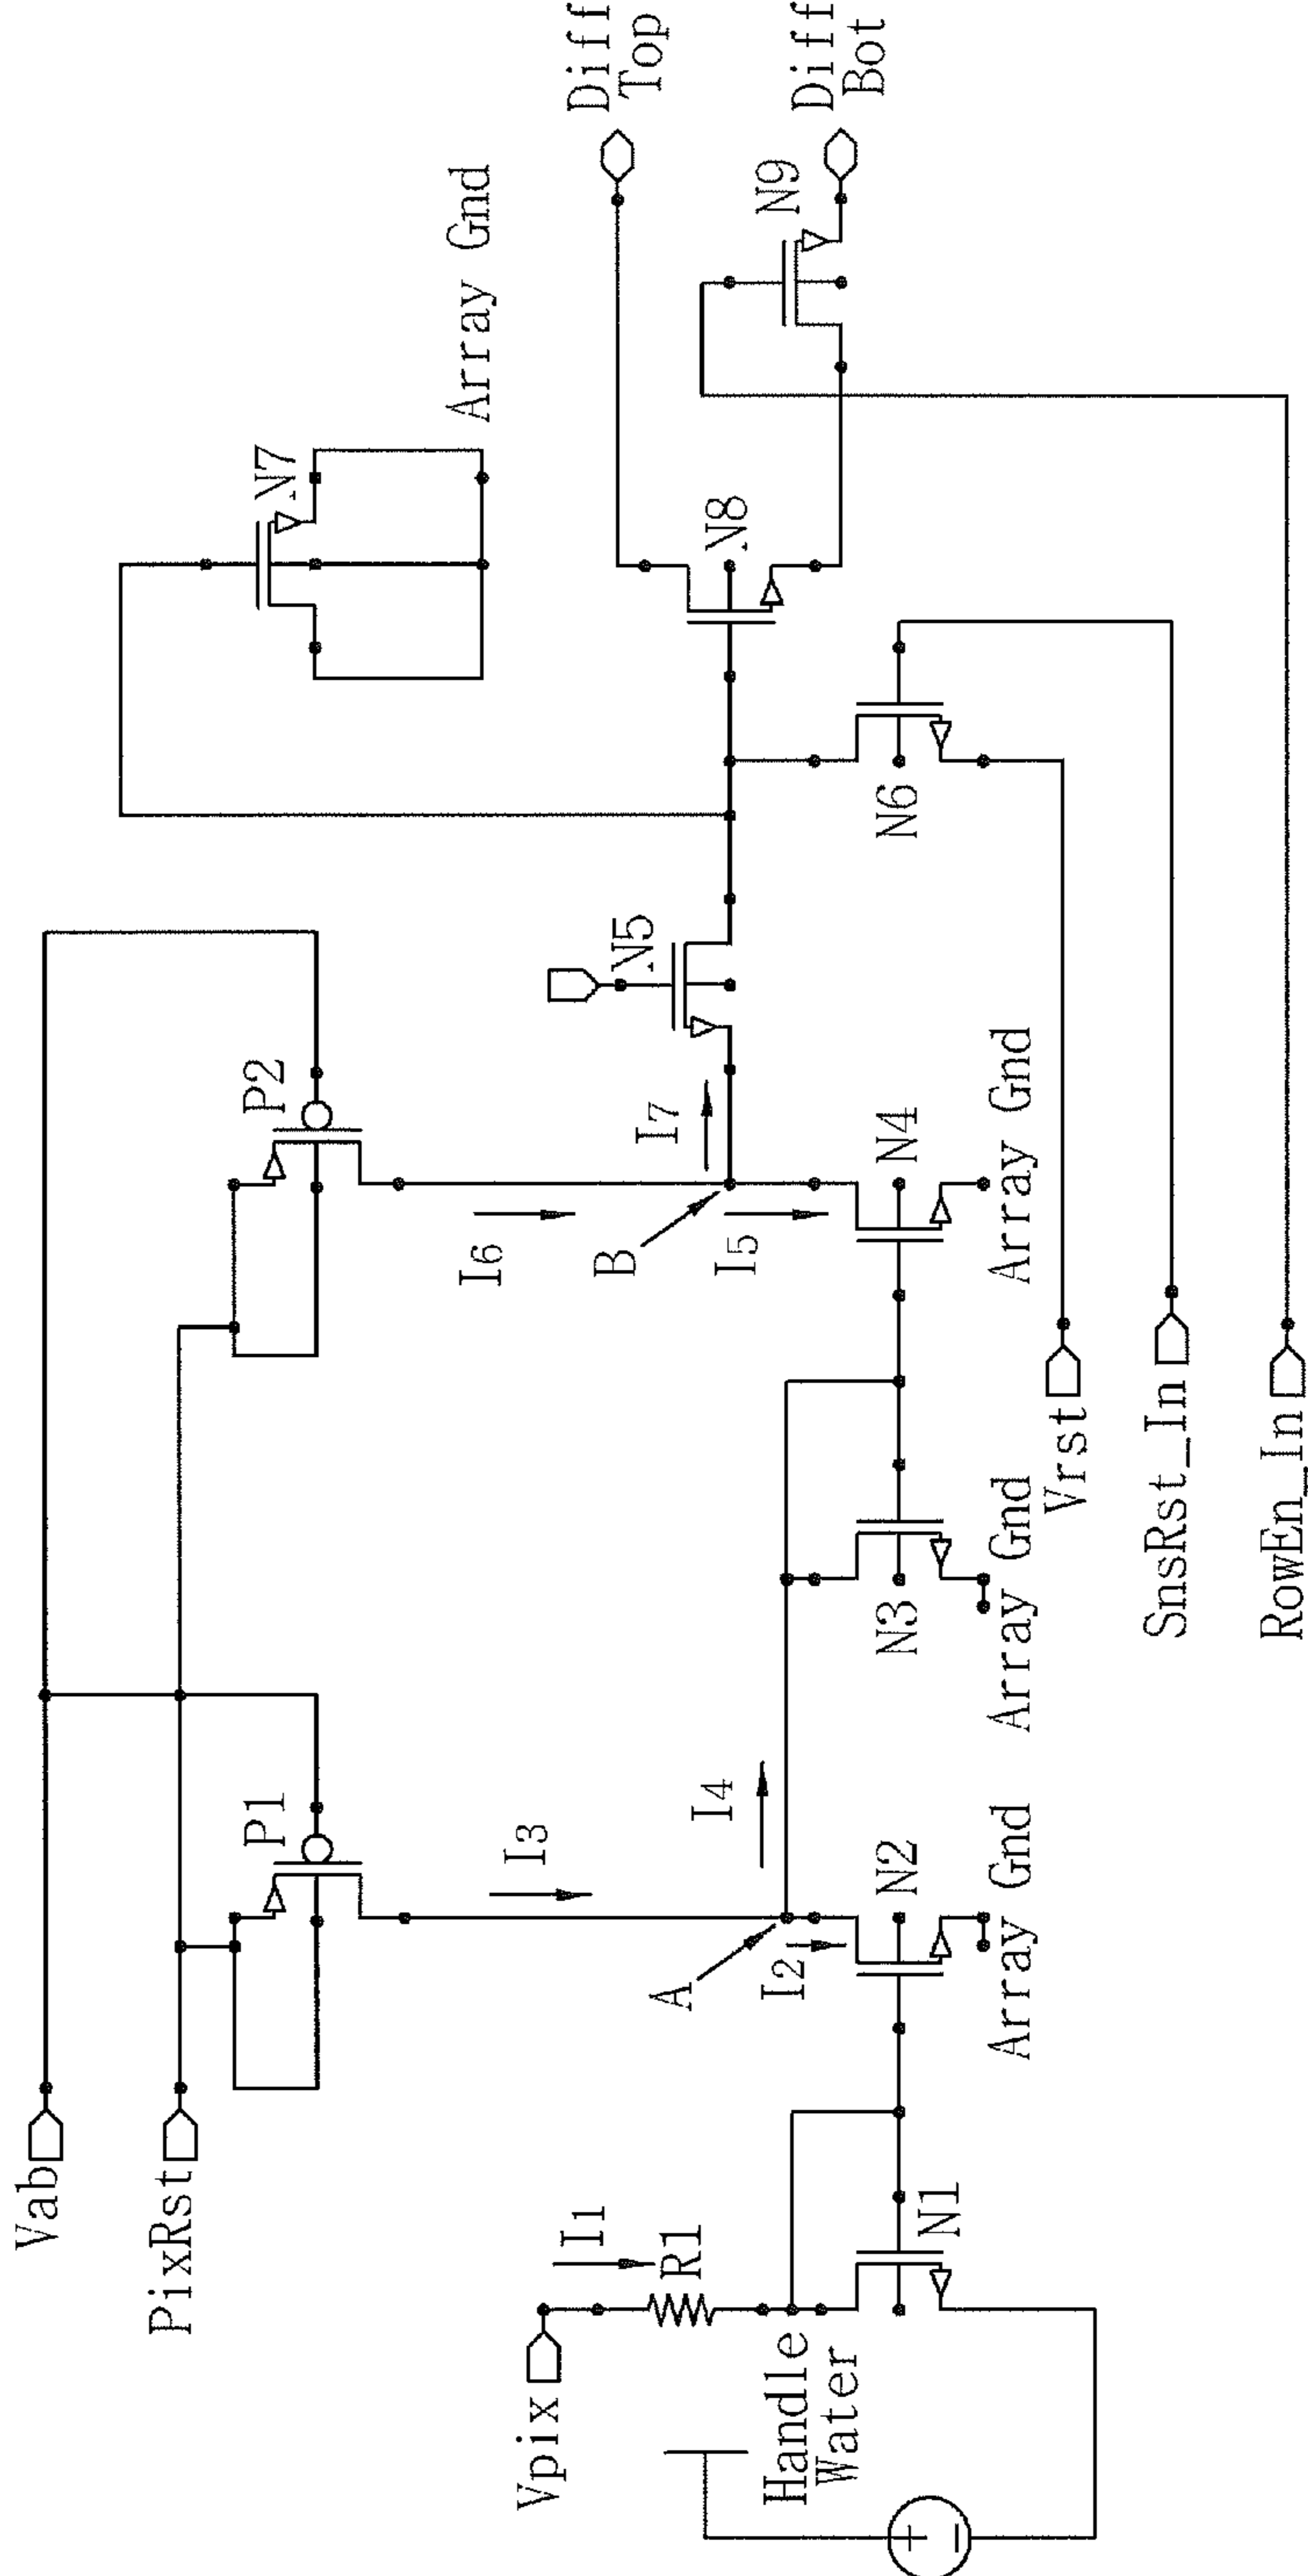 Vab
PixRst
Vpix
I1
R1
Handle
Water
N1
P1
I3
A
I2
I4
N2
Array Gnd
N3
Array Gnd
P2
I6
B
I5
I7
N4
Array Gnd
N5
N6
N7
Array Gnd
N8
N9
Diff
Top
Diff
Bot
Vrst
SnsRst_In
RowEn_In